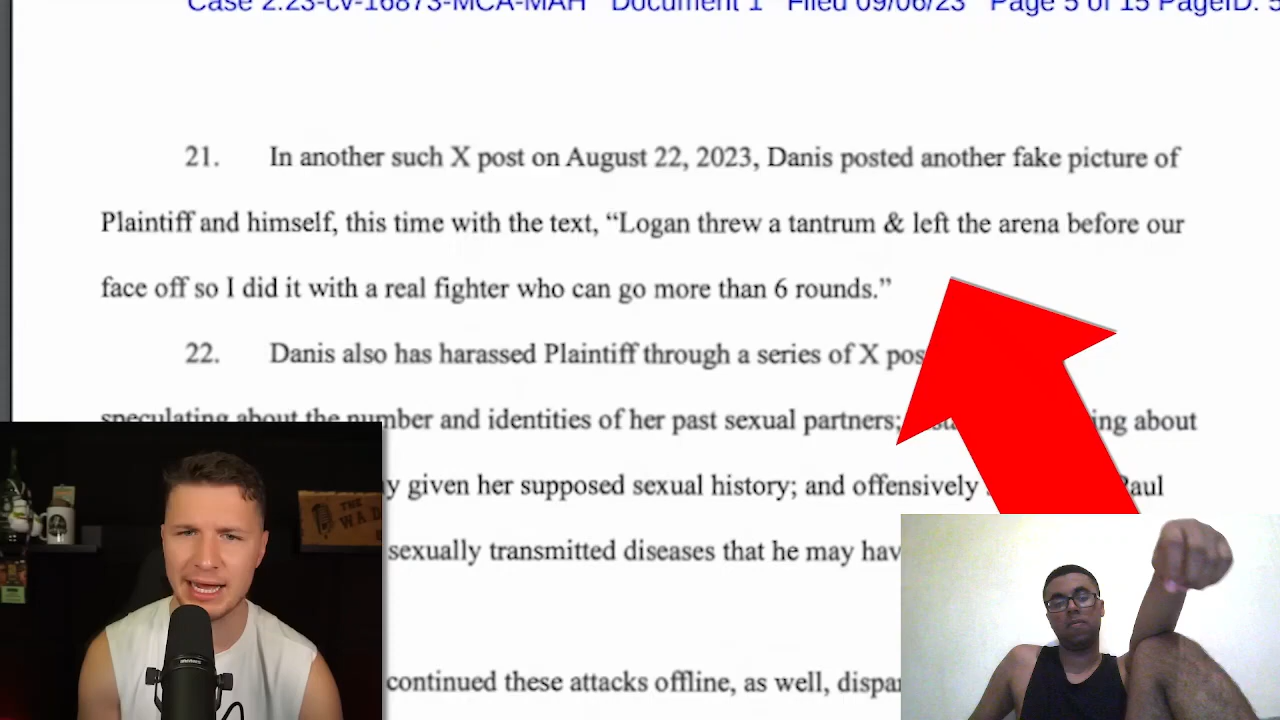 Case 2:23-cv-16873-MCA-MAH Document 1 Filed 09/06/23 Page 5 of 15 PageID: 5
21. In another such X post on August 22, 2023, Danis posted another fake picture of
Plaintiff and himself, this time with the text, “Logan threw a tantrum & left the arena before our
face off so I did it with a real fighter who can go more than 6 rounds.”
22. Danis also has harassed Plaintiff through a series of X
speculating about the number and identities of her past sexual partners; about
given her supposed sexual history; and offensively Paul
sexually transmitted diseases that he may
continued these attacks offline, as well,
THE